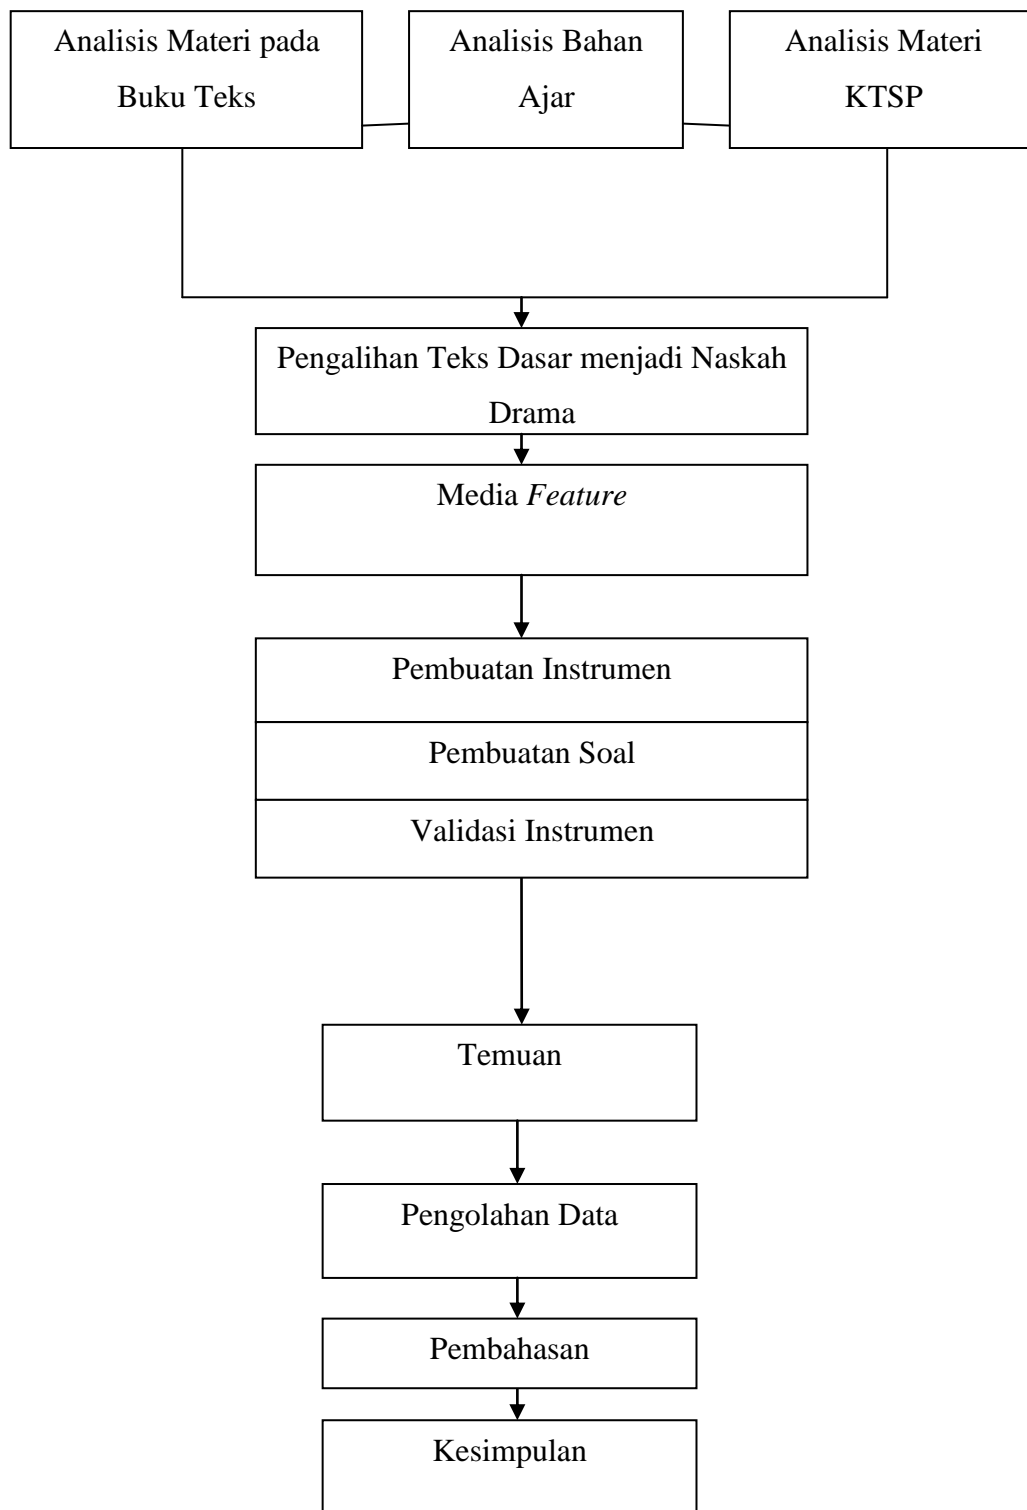 Analisis Materi pada
Buku Teks
Analisis Bahan
Ajar
Analisis Materi
KTSP
Pengalihan Teks Dasar menjadi Naskah
Drama
Media Feature
Pembuatan Instrumen
Pembuatan Soal
Validasi Instrumen
Temuan
Pengolahan Data
Pembahasan
Kesimpulan